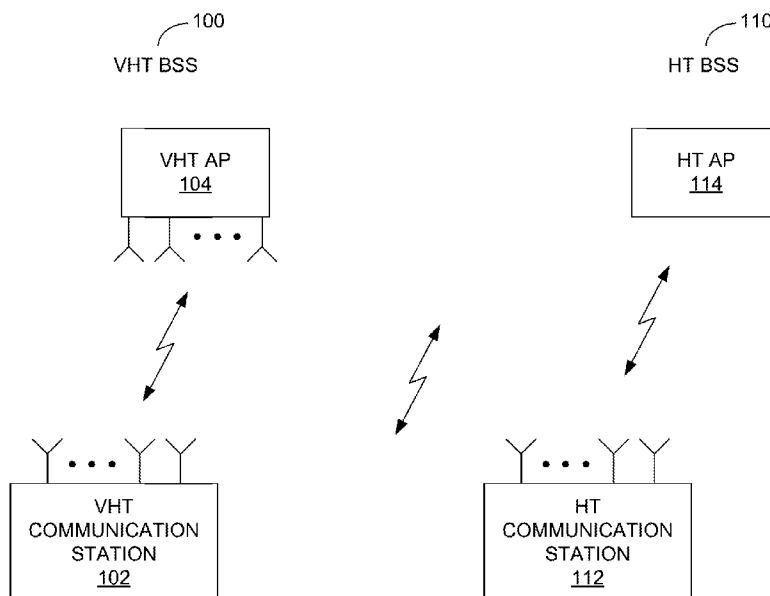 100
VHT BSS
110
HT BSS
VHT AP
104
HT AP
114
VHT
COMMUNICATION
STATION
102
HT
COMMUNICATION
STATION
112